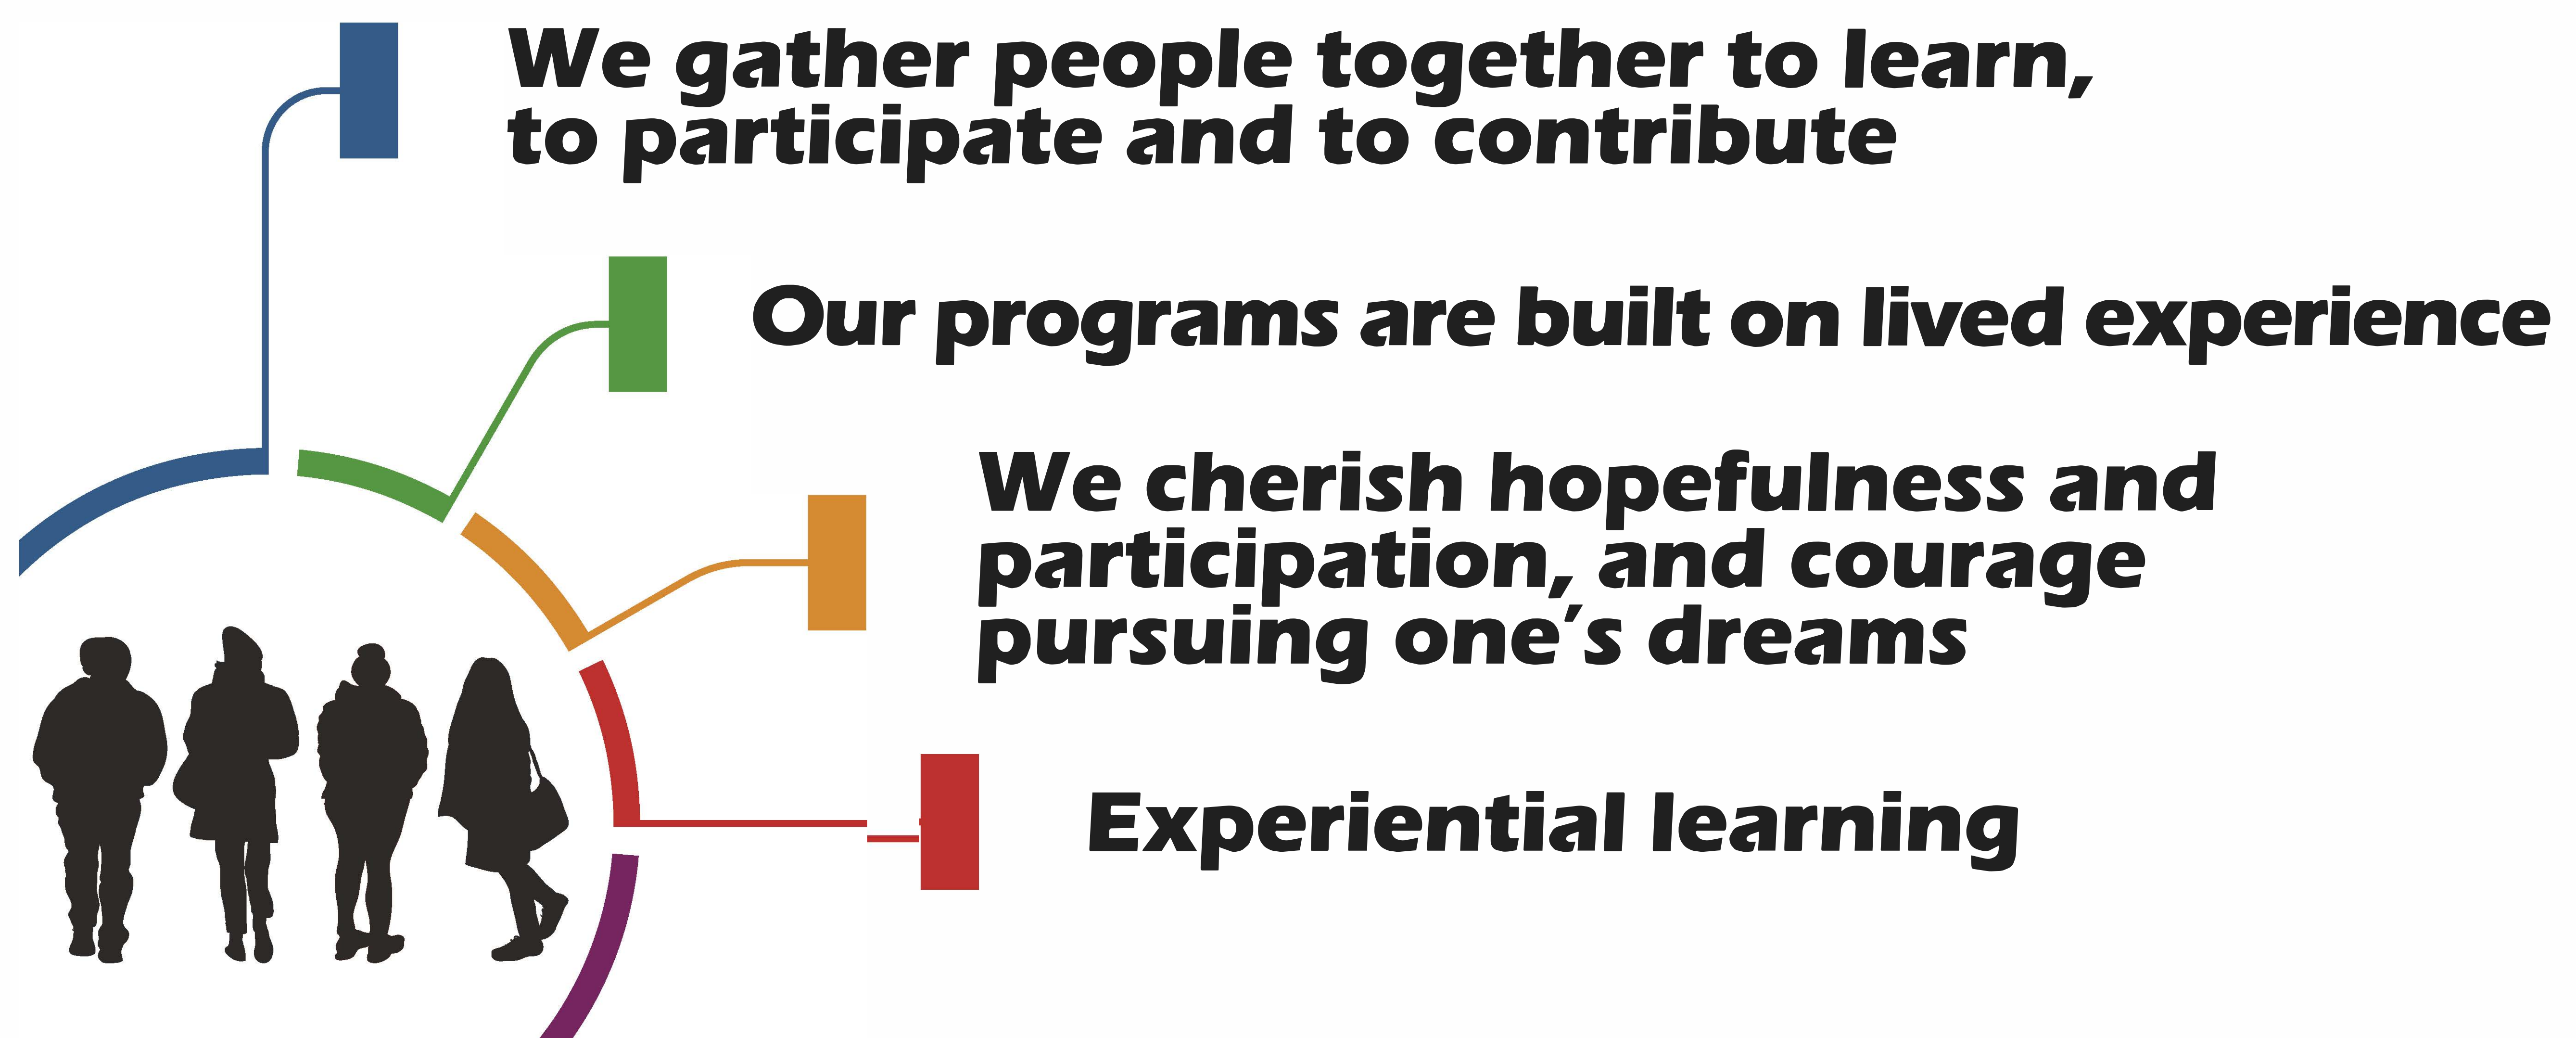 We gather people together to learn,
to participate and to contribute
Our programs are built on lived experience
We cherish hopefulness and
participation, and courage
pursuing one's dreams
Experiential learning